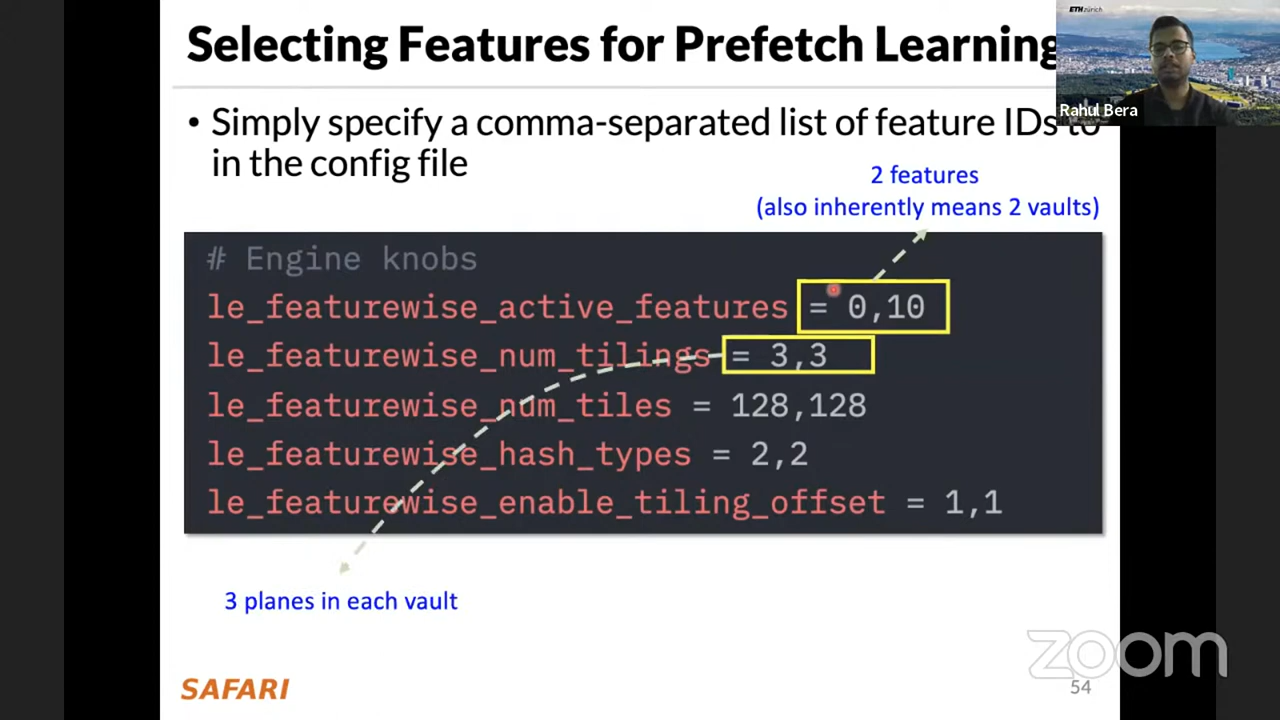 Selecting Features for Prefetch Learning
ETH zürich
Rahul Bera
• Simply specify a comma-separated list of feature IDs to
in the config file
2 features
(also inherently means 2 vaults)
# Engine knobs
le_featurewise_active_features = 0,10
le_featurewise_num_tilings = 3,3
le_featurewise_num_tiles = 128,128
le_featurewise_hash_types = 2,2
le_featurewise_enable_tiling_offset = 1,1
3 planes in each vault
zoom
SAFARI
54